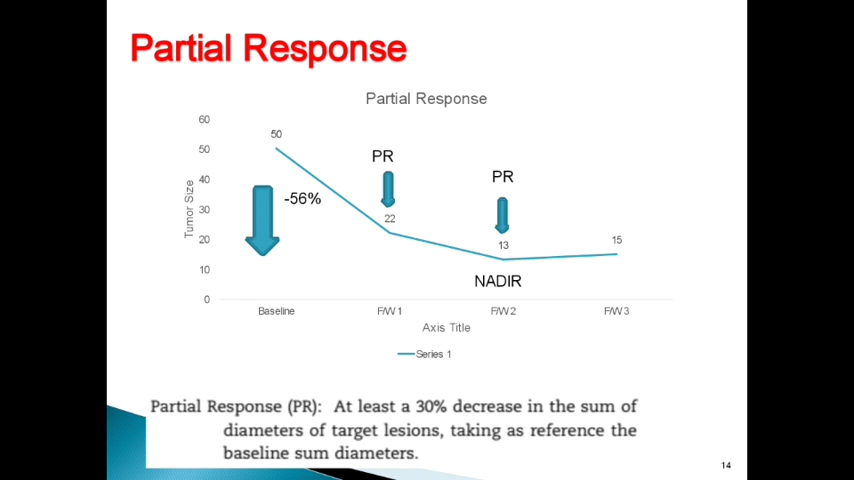 Partial Response
Partial Response
60
50
50
PR
PR
40
-56%
30
22
20
13
15
10
NADIR
0
Tumor Size
Baseline
F/W 1
F/W 2
F/W 3
Axis Title
Series 1
Partial Response (PR): At least a 30% decrease in the sum of
diameters of target lesions, taking as reference the
baseline sum diameters.
14